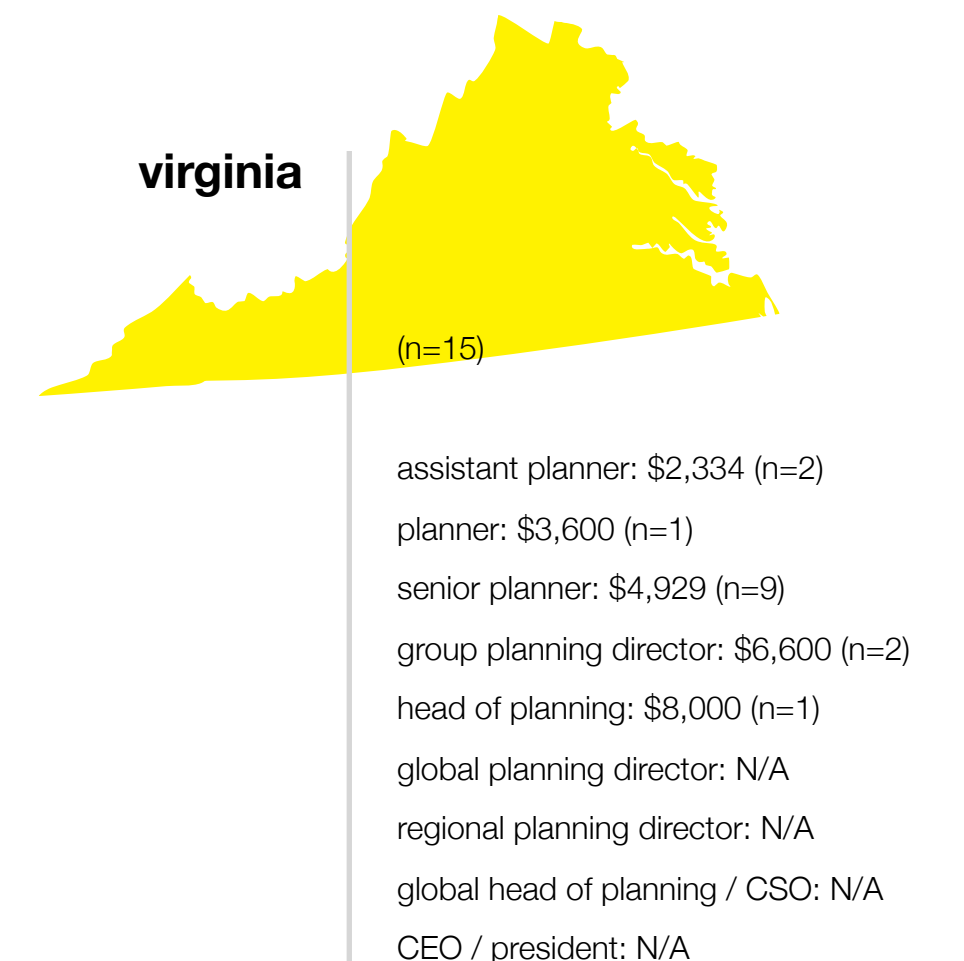 virginia
(n=15)
assistant planner: $2,334 (n=2)
planner: $3,600 (n=1)
senior planner: $4,929 (n=9)
group planning director: $6,600 (n=2)
head of planning: $8,000 (n=1)
global planning director: N/A
regional planning director: N/A
global head of planning / CSO: N/A
CEO / president: N/A